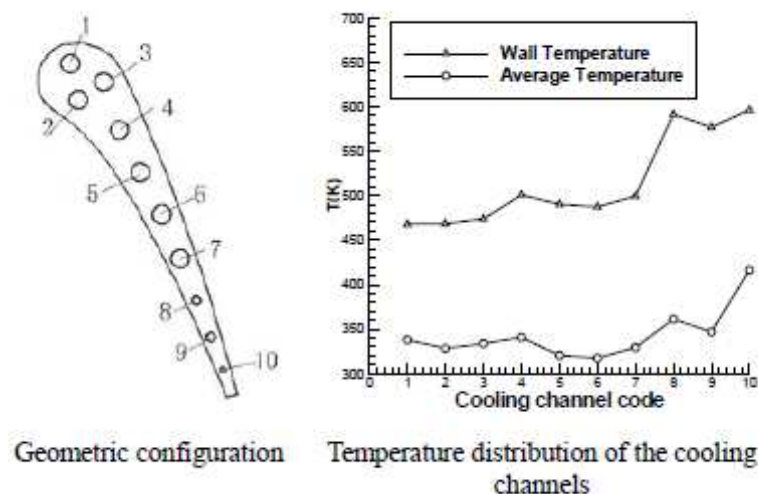 1
3
2
4
5
6
7
8
9
10
700
650
600
550
500
450
400
350
300
T(K)
Wall Temperature
Average Temperature
0 1 2 3 4 5 6 7 8 9 10
Cooling channel code
Geometric configuration
Temperature distribution of the cooling
channels